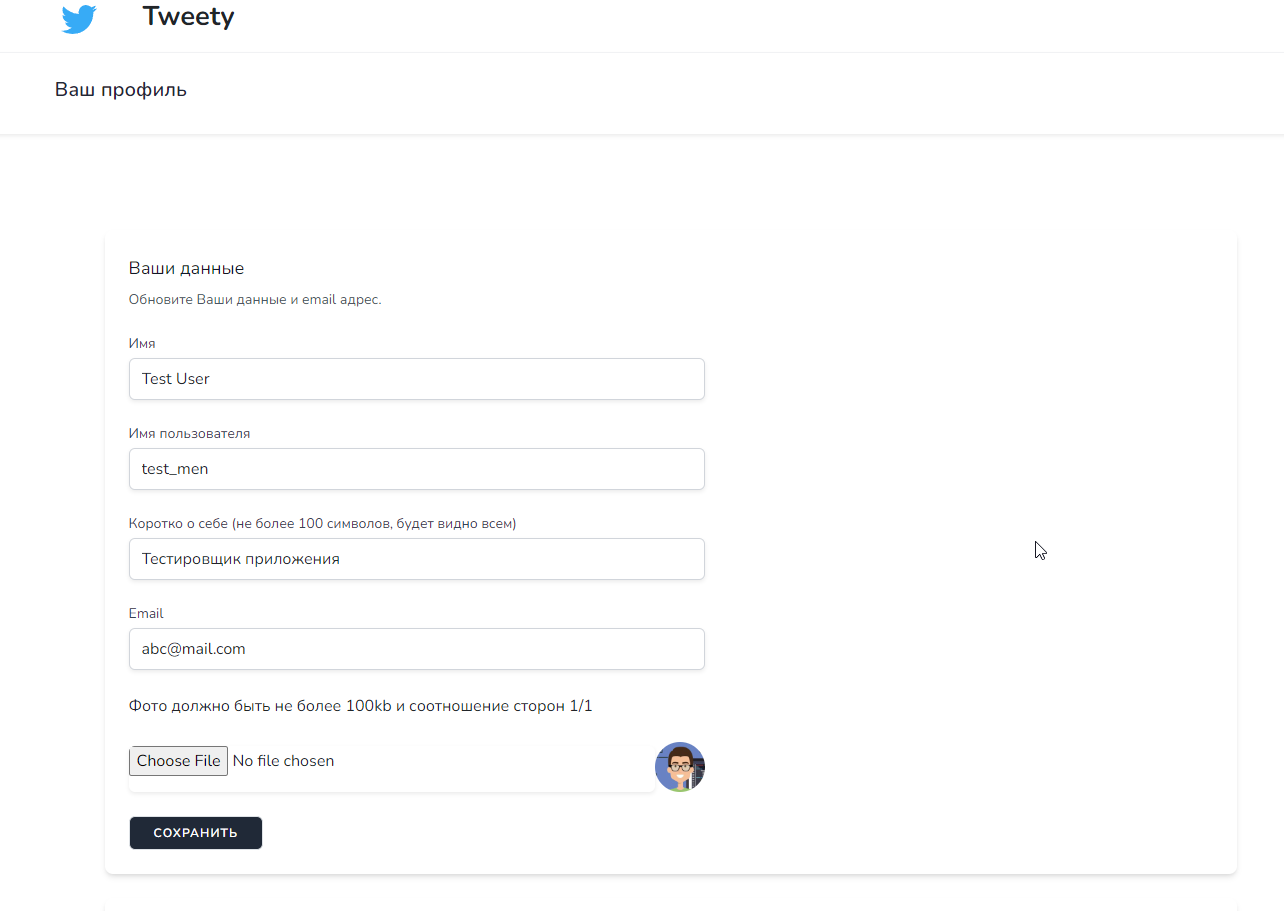 Tweety
Ваш профиль
Ваши данные
Обновите Ваши данные и email адрес.
Имя
Test User
Имя пользователя
test_men
Коротко о себе (не более 100 символов, будет видно всем)
Тестировщик приложения
Email
abc@mail.com
Фото должно быть не более 100kb и соотношение сторон 1/1
Choose File No file chosen
СОХРАНИТЬ